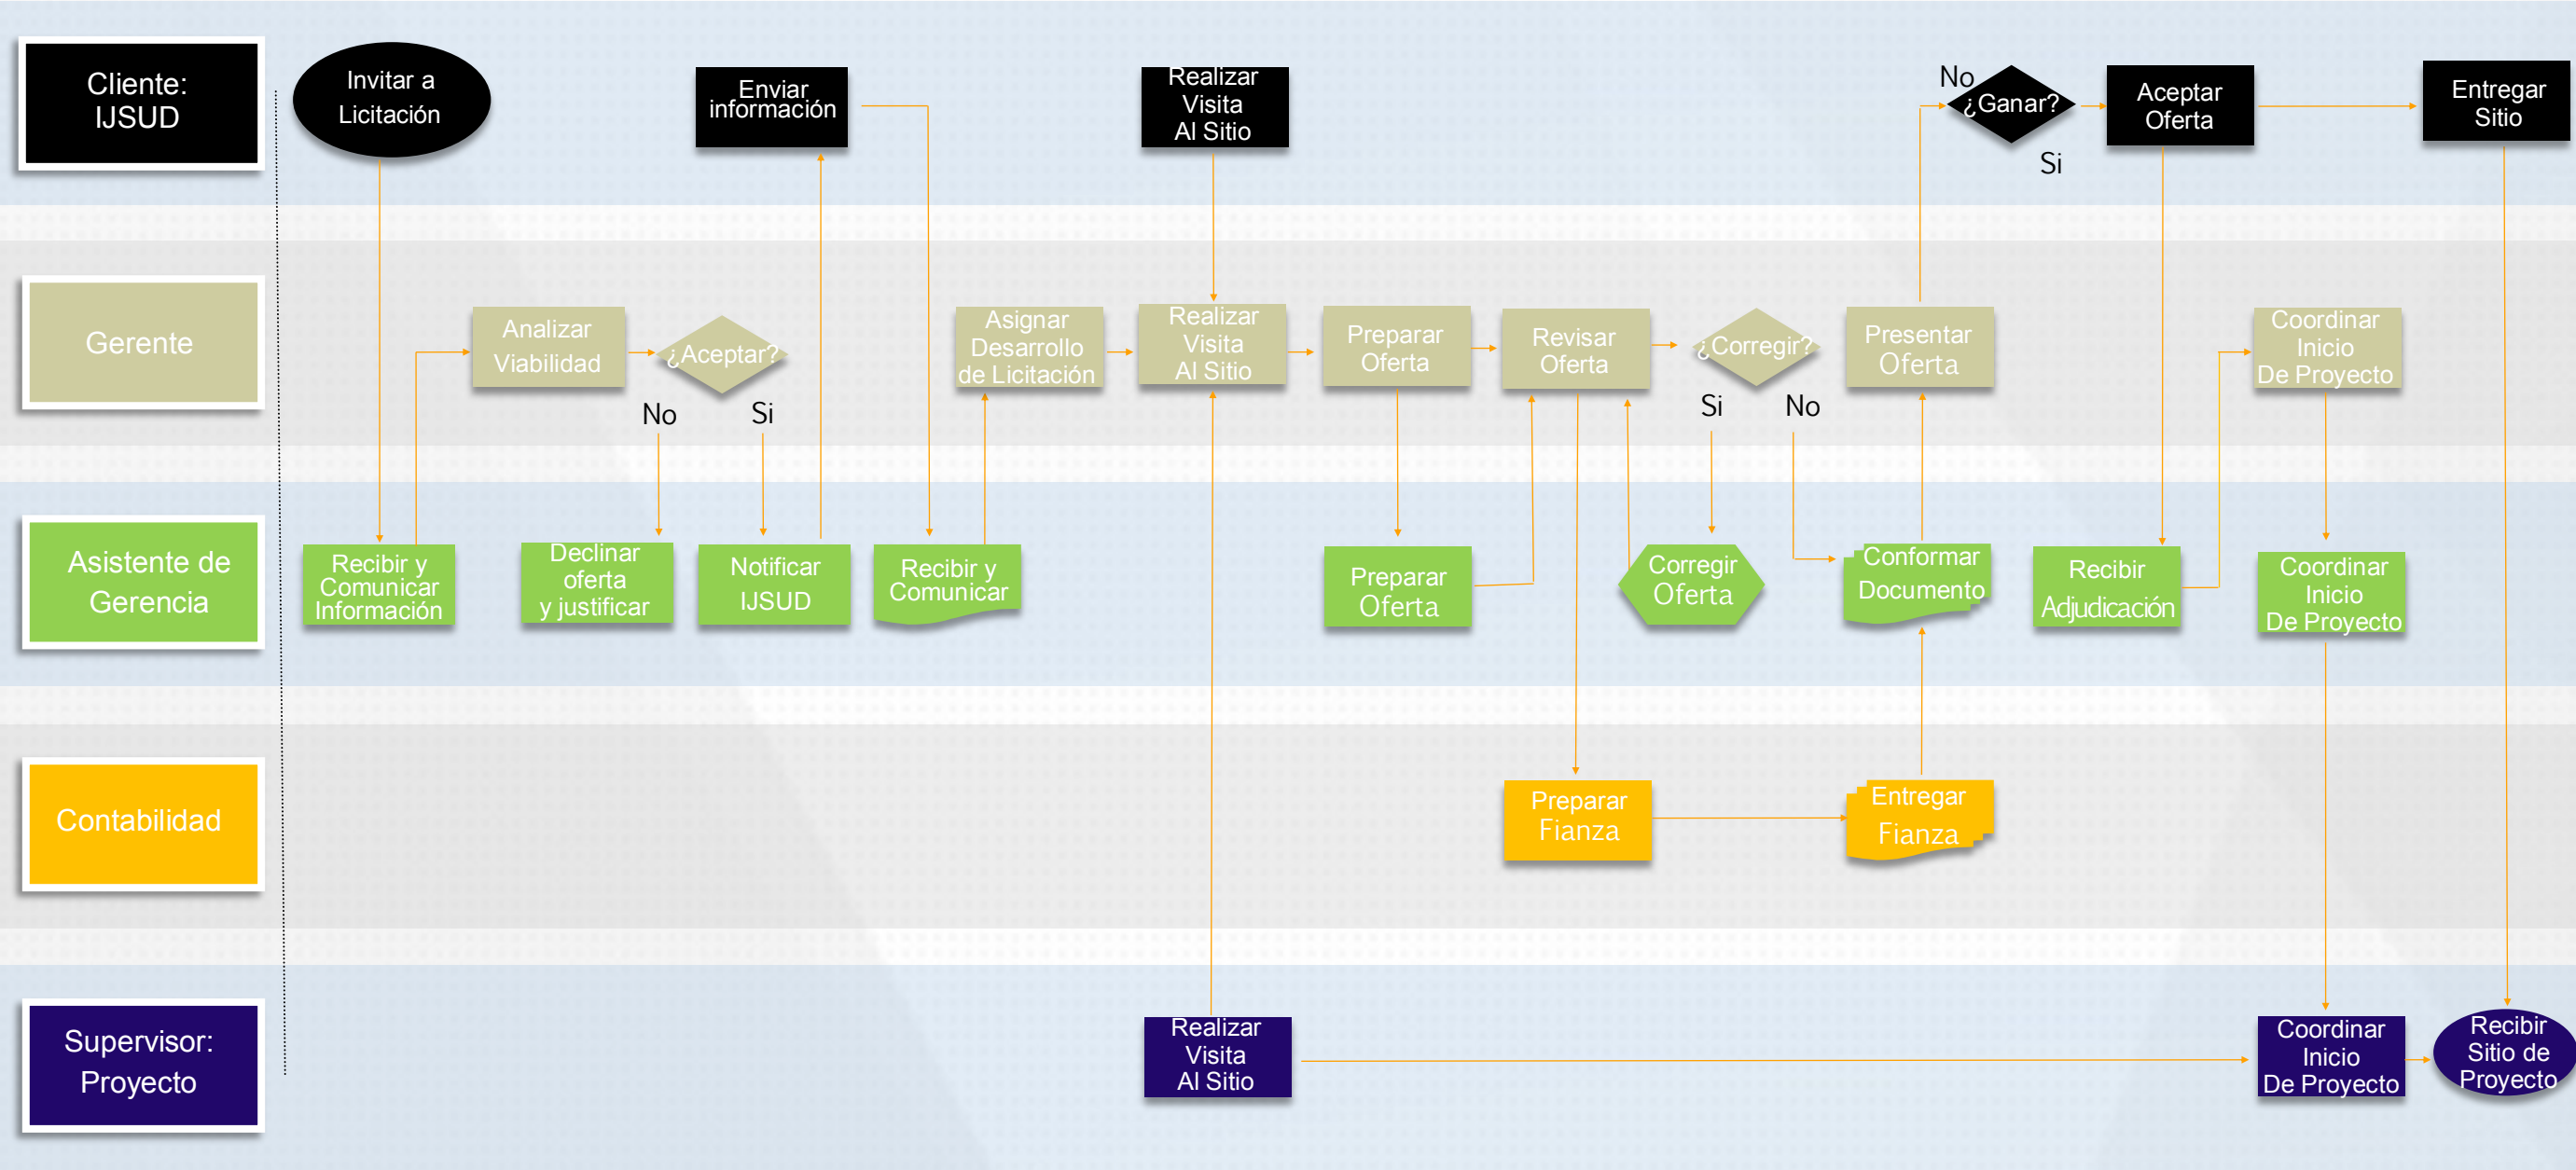 Cliente:
IJSUD
Invitar a
Licitación
Enviar
información
Realizar
Visita
Al Sitio
No
¿Ganar?
Si
Aceptar
Oferta
Entregar
Sitio
Gerente
Analizar
Viabilidad
¿Aceptar?
No
Si
Asignar
Desarrollo
de Licitación
Realizar
Visita
Al Sitio
Preparar
Oferta
Revisar
Oferta
¿Corregir?
Si
No
Presentar
Oferta
Coordinar
Inicio
De Proyecto
Asistente de
Gerencia
Recibir y
Comunicar
Información
Declinar
oferta
y justificar
Notificar
IJSUD
Recibir y
Comunicar
Preparar
Oferta
Corregir
Oferta
Conformar
Documento
Recibir
Adjudicación
Coordinar
Inicio
De Proyecto
Contabilidad
Preparar
Fianza
Entregar
Fianza
Supervisor:
Proyecto
Realizar
Visita
Al Sitio
Coordinar
Inicio
De Proyecto
Recibir
Sitio de
Proyecto